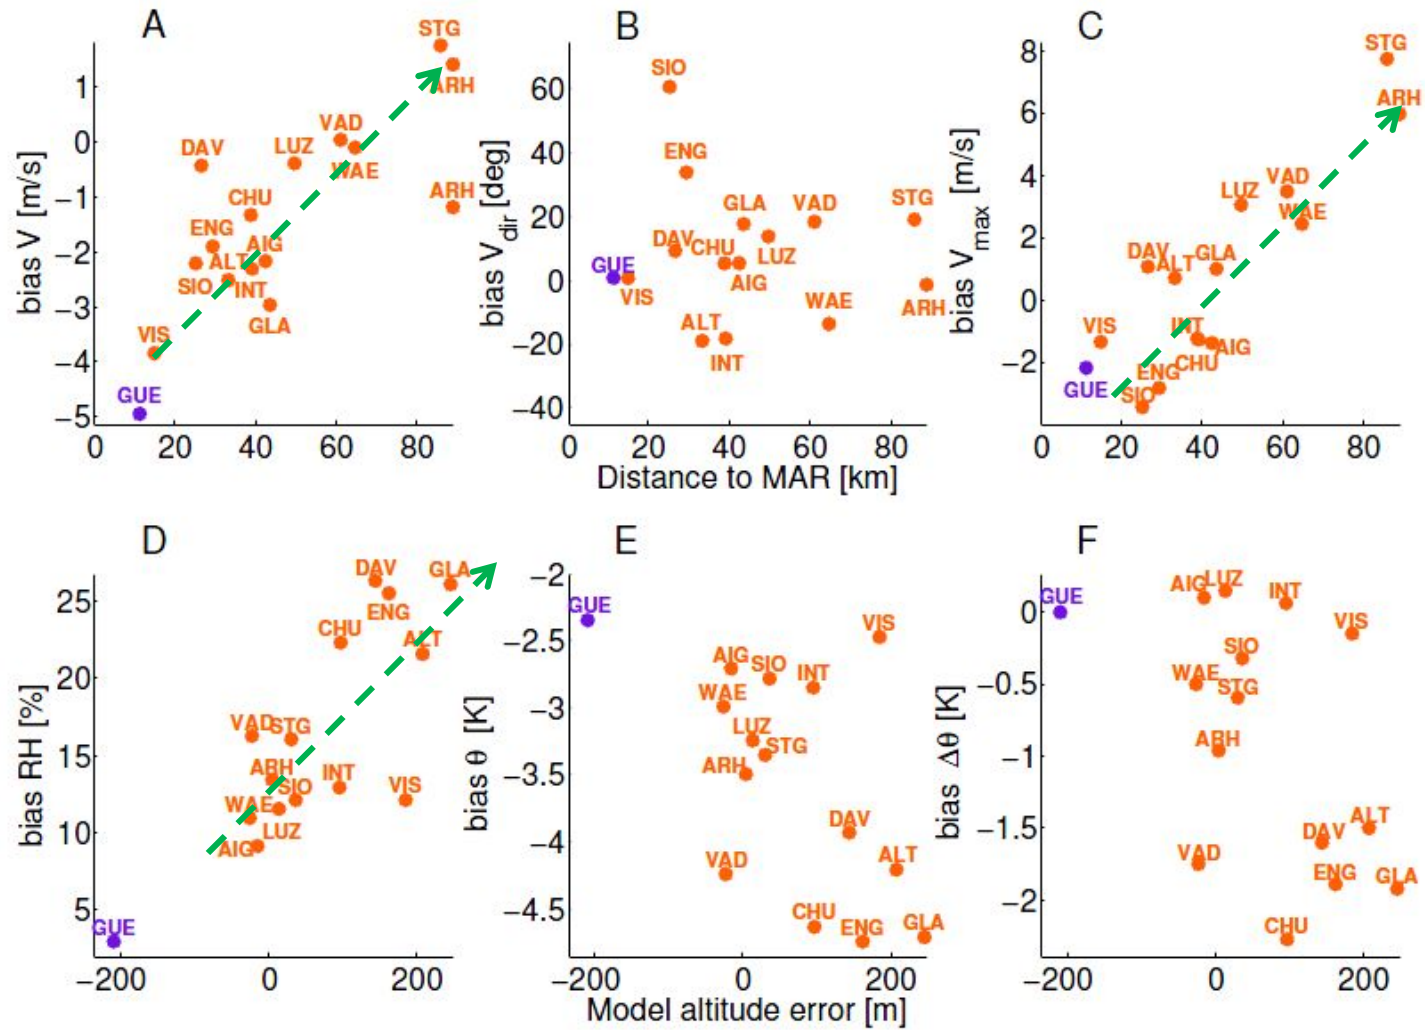 A
STG
ARH
VAD
DAV
LUZ
WAE
CHU
ARH
ENG
AIG
ALT
SIO
INT
GLA
VIS
GUE
1
0
−1
−2
−3
−4
−5
bias V [m/s]
0 20 40 60 80
B
SIO
ENG
GLA
VAD
STG
DAV
CHU
LUZ
GUE
VIS
AIG
WAE
ARH
ALT
INT
60
40
20
0
−20
−40
bias Vdir [deg]
0 20 40 60 80
Distance to MAR [km]
C
STG
ARH
VAD
LUZ
WAE
DAV
ALT
GLA
VIS
INT
AIG
CHU
GUE
ENG
SIO
8
6
4
2
0
−2
bias Vmax [m/s]
0 20 40 60 80
D
DAV
GLA
ENG
CHU
ALT
VAD
STG
ARH
INT
SIO
VIS
WAE
LUZ
AIG
GUE
25
20
15
10
5
bias RH [%]
−200 0 200
E
GUE
VIS
AIG
SIO
INT
WAE
LUZ
STG
ARH
DAV
VAD
ALT
CHU
ENG
GLA
−2
−2.5
−3
−3.5
−4
−4.5
bias θ [K]
−200 0 200
Model altitude error [m]
F
GUE
AIG
LUZ
INT
VIS
SIO
WAE
STG
ARH
ALT
DAV
VAD
ENG
GLA
CHU
0
−0.5
−1
−1.5
−2
bias Δθ [K]
−200 0 200